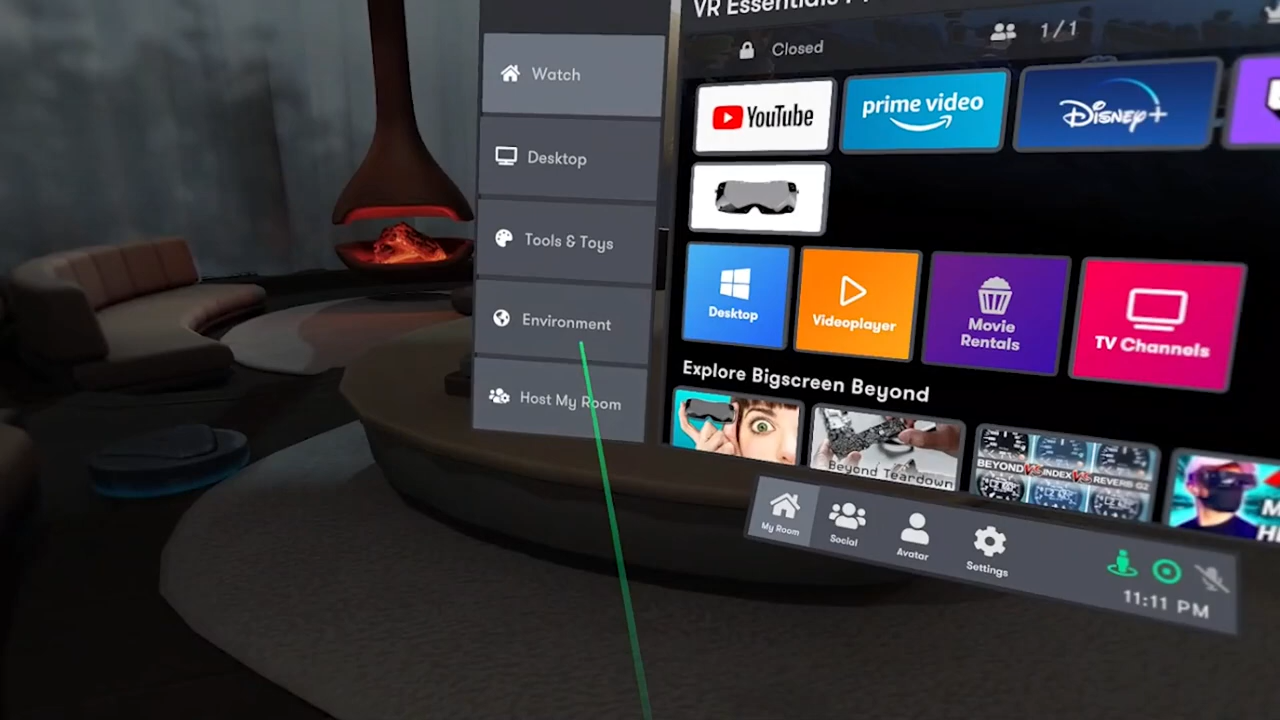 VR Essentials
Closed
1/1
Watch
Desktop
Tools & Toys
Environment
Host My Room
YouTube
prime video
Disney+
Desktop
Videoplayer
Movie
Rentals
TV Channels
Explore Bigscreen Beyond
Beyond Teardown
BEYOND VS INDEX VS REVERB G2
My Room
Social
Avatar
Settings
11:11 PM